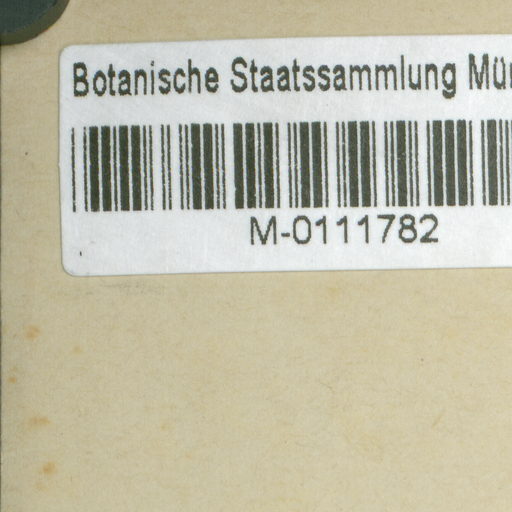 Botanische Staatssammlung Mün
M-0111782